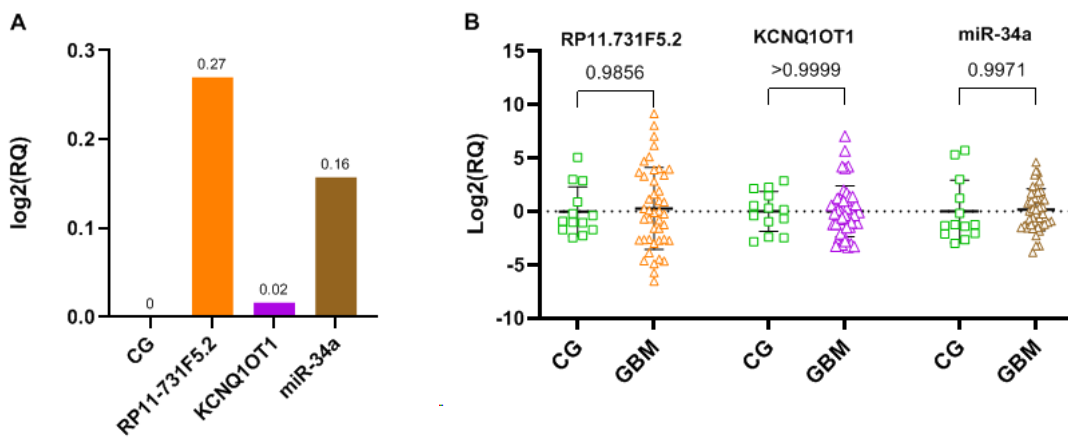 A
log2(RQ)
0.3
0.2
0.1
0.0
0
0.27
0.02
0.16
CG
RP11-731F5.2
KCNQ1OT1
miR-34a
B
Log2(RQ)
15
10
5
0
-5
-10
RP11.731F5.2
KCNQ1OT1
miR-34a
0.9856
>0.9999
0.9971
CG
GBM
CG
GBM
CG
GBM